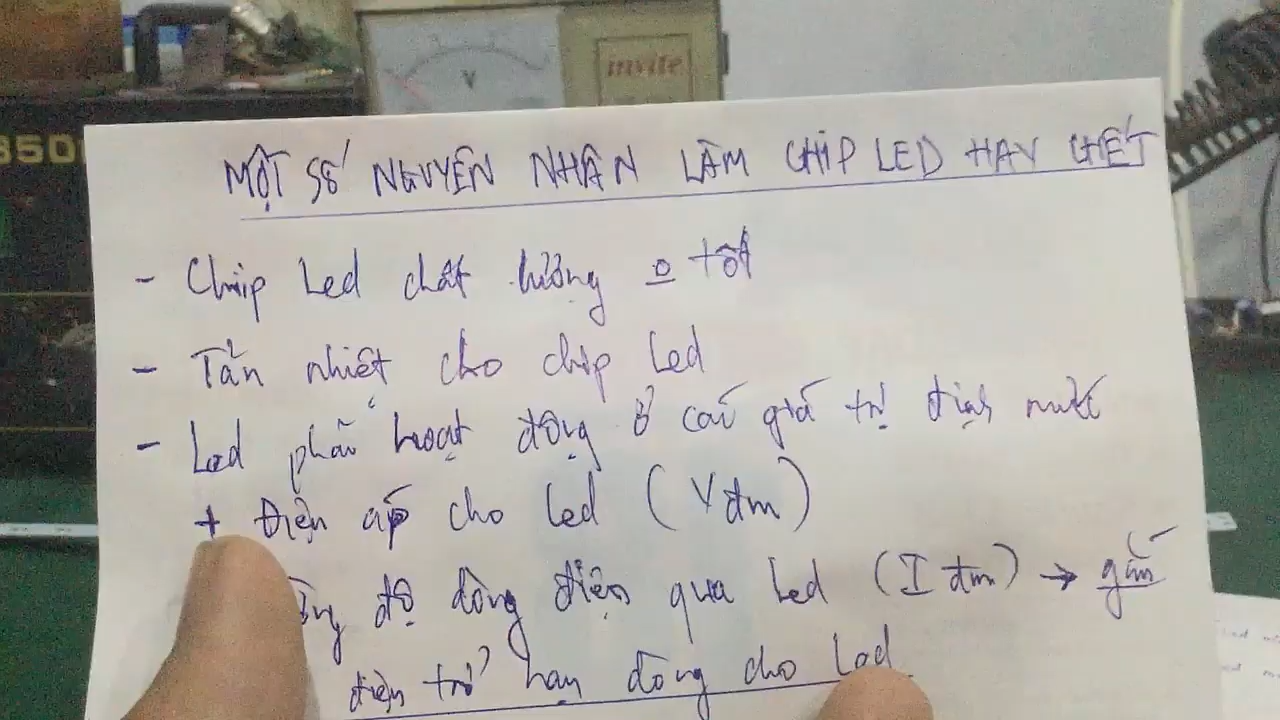 650
V
invite
MỘT SỐ NGUYÊN NHÂN LÀM CHIP LED HAY CHẾT
- Chip Led chất lượng o tốt
- Tản nhiệt cho chip Led
- Led phải hoạt động ở các giá trị định mức
+ Điện áp cho Led (Vđm)
độ dòng điện qua Led (I đm) → gắn
điện trở hạn dòng cho Led